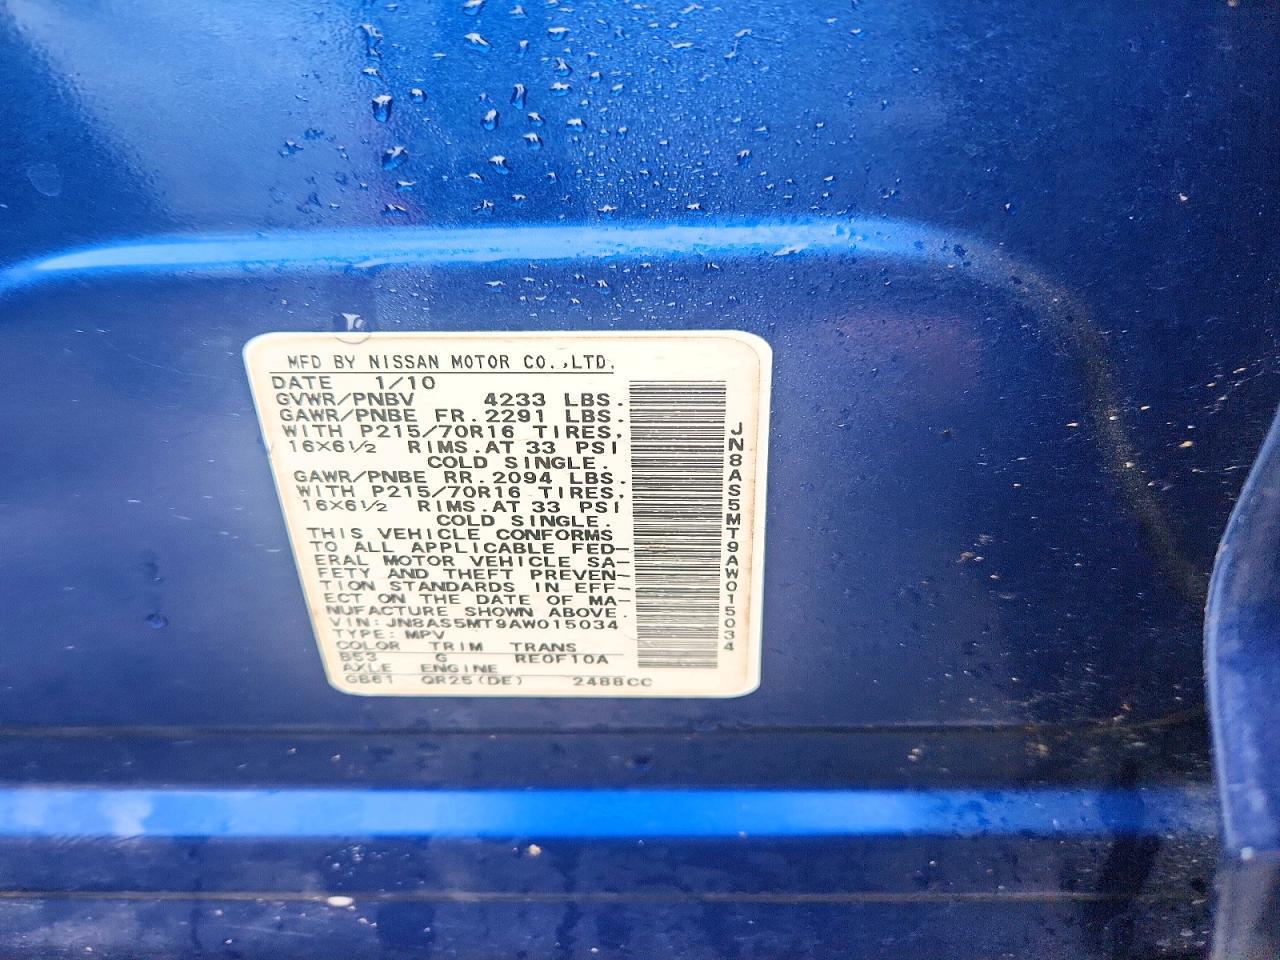 MFD BY NISSAN MOTOR CO.,LTD.
DATE 1/10
GVWR/PNBV 4233 LBS.
GAWR/PNBE FR.2291 LBS.
WITH P215/70R16 TIRES,
16X6½ RIMS.AT 33 PSI
COLD SINGLE.
GAWR/PNBE RR.2094 LBS.
WITH P215/70R16 TIRES.
16X6½ RIMS.AT 33 PSI
COLD SINGLE.
THIS VEHICLE CONFORMS
TO ALL APPLICABLE FED-
ERAL MOTOR VEHICLE SA-
FETY AND THEFT PREVEN-
TION STANDARDS IN EFF-
ECT ON THE DATE OF MA-
NUFACTURE SHOWN ABOVE.
VIN: JN8AS5MT9AW015034
TYPE: MPV
COLOR TRIM TRANS
B53 G RE0F10A
AXLE ENGINE
GB61 QR25(DE) 2488CC
JN8AS5MT9AW015034